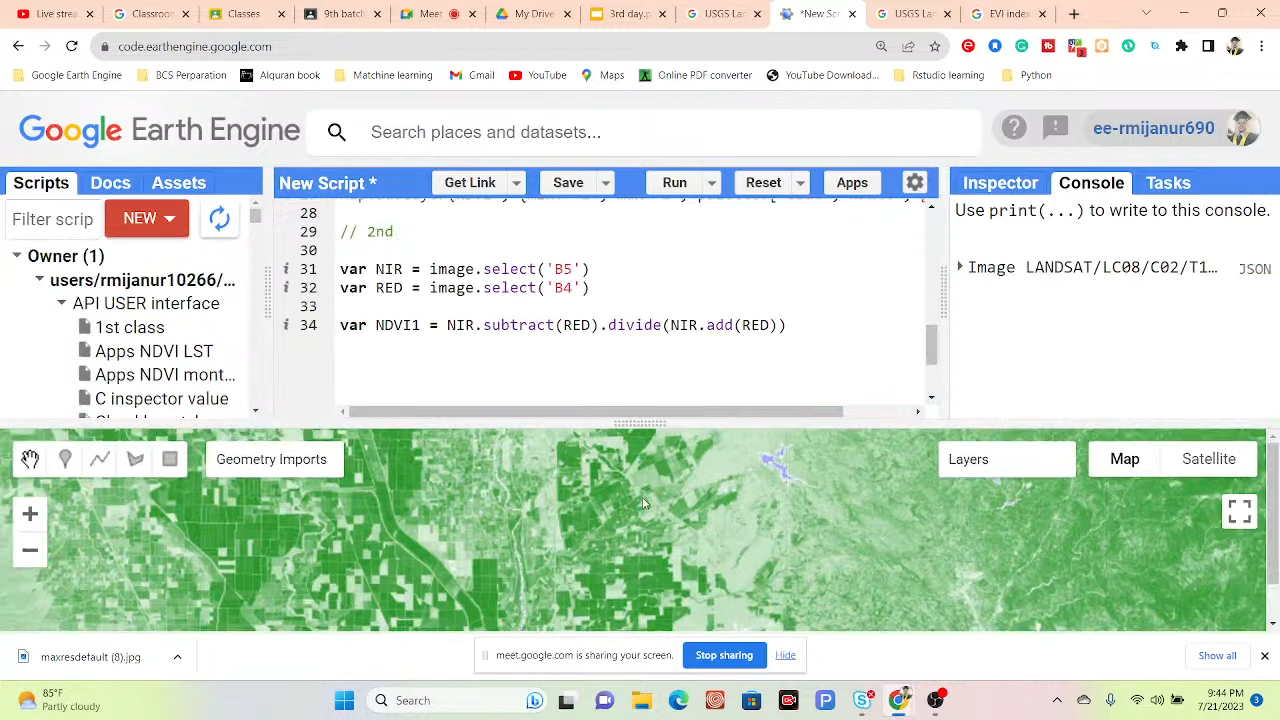 Live stream
Classroom
Classes
9th batch
Meet
My Drive
3rd day.
USGS Lan
*New Scr
USGS Lan
EVI index
code.earthengine.google.com
Google Earth Engine
BCS Perparation
Alquran book
Matchine learning
Gmail
YouTube
Maps
Online PDF converter
YouTube Download...
Rstudio learning
Python
Google Earth Engine
Search places and datasets...
ee-rmijanur690
Scripts Docs Assets
New Script *
Get Link
Save
Run
Reset
Apps
Inspector Console Tasks
Filter scrip
NEW
Use print(...) to write to this console.
Owner (1)
users/rmijanur10266/...
API USER interface
1st class
Apps NDVI LST
Apps NDVI mont...
C inspector value
28
29 // 2nd
30
31 var NIR = image.select('B5')
32 var RED = image.select('B4')
33
34 var NDVI1 = NIR.subtract(RED).divide(NIR.add(RED))
Image LANDSAT/LC08/C02/T1... JSON
Geometry Imports
Layers
Map
Satellite
maxresdefault (8).jpg
meet.google.com is sharing your screen.
Stop sharing
Hide
Show all
85°F
Partly cloudy
Search
9:44 PM
7/21/2023
3